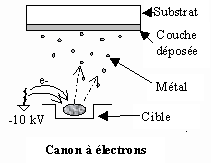 Substrat
Couche
déposée
e-
Métal
-10 kV
Cible
Canon à électrons